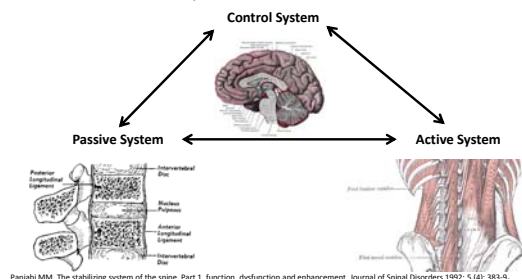 Control System
Passive System
Active System
Posterior
Longitudinal
Ligament
Intervertebral
Disc
Nucleus
Pulposus
Anterior
Longitudinal
Ligament
Intervertebral
Disc
Panjabi MM. The stabilizing system of the spine. Part 1. function, dysfunction and enhancement. Journal of Spinal Disorders 1992; 5 (4): 383-9.